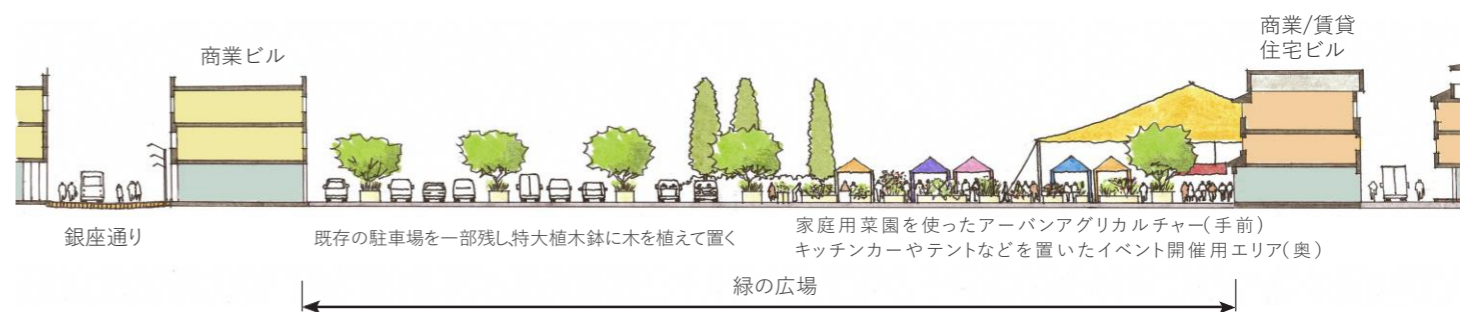 商業ビル
商業/賃貸
住宅ビル
銀座通り
既存の駐車場を一部残し特大植木鉢に木を植えて置く
家庭用菜園を使ったアーバンアグリカルチャー(手前)
キッチンカーやテントなどを置いたイベント開催用エリア(奥)
緑の広場